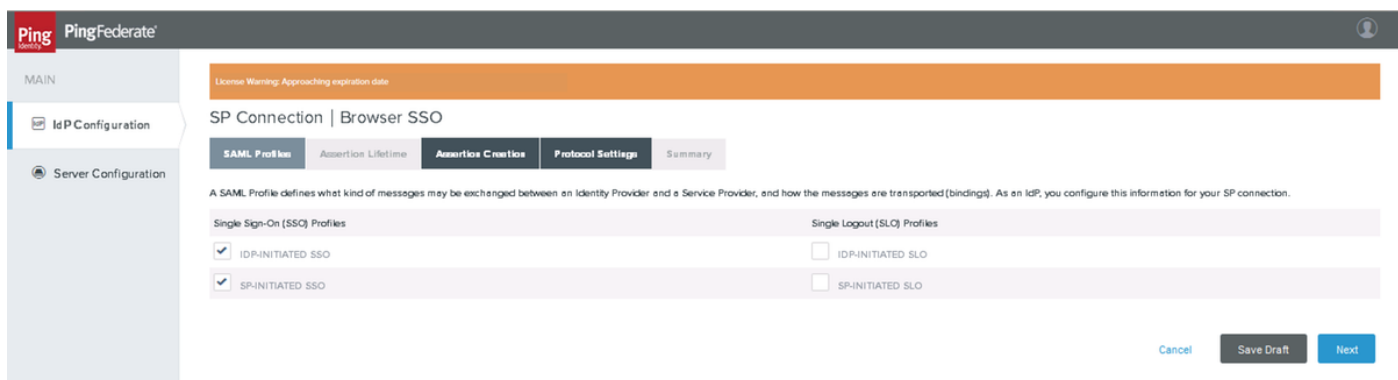 Ping
Identity.
PingFederate®
MAIN
IdP Configuration
Server Configuration
License Warning: Approaching expiration date
SP Connection | Browser SSO
SAML Profiles Assertion Lifetime Assertion Creation Protocol Settings Summary
A SAML Profile defines what kind of messages may be exchanged between an Identity Provider and a Service Provider, and how the messages are transported (bindings). As an IdP, you configure this information for your SP connection.
Single Sign-On (SSO) Profiles Single Logout (SLO) Profiles
IDP-INITIATED SSO IDP-INITIATED SLO
SP-INITIATED SSO SP-INITIATED SLO
Cancel Save Draft Next